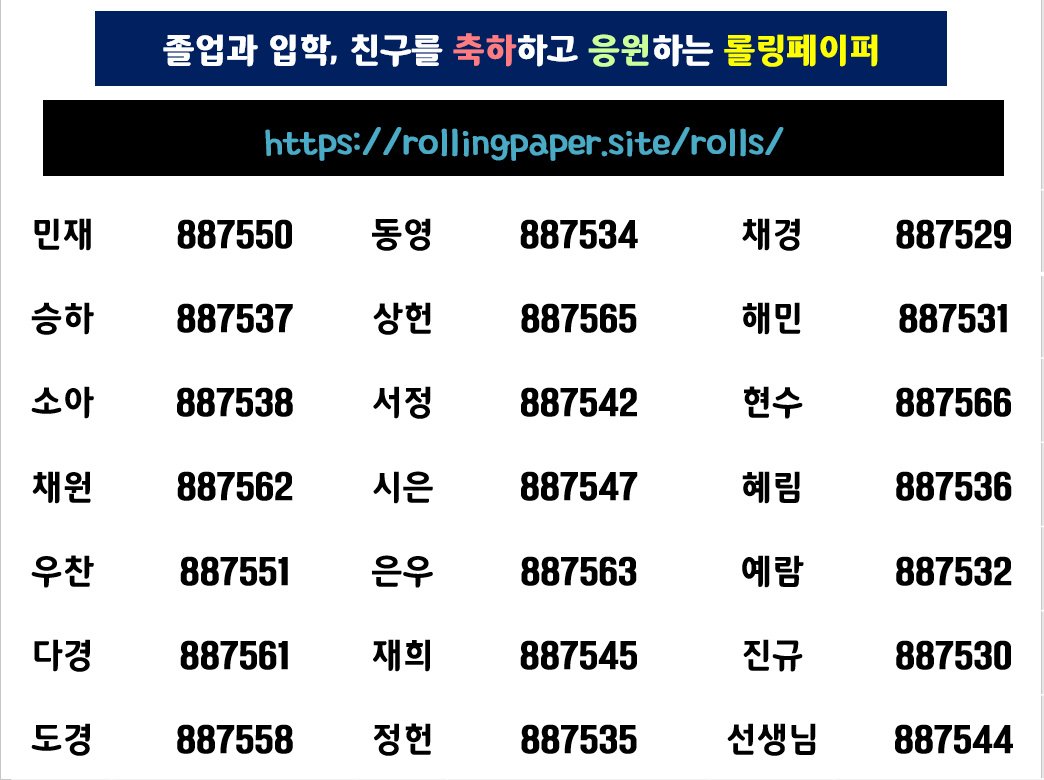 졸업과 입학, 친구를 축하하고 응원하는 롤링페이퍼
https://rollingpaper.site/rolls/
민재 887550 동영 887534 채경 887529
승하 887537 상헌 887565 해민 887531
소아 887538 서정 887542 현수 887566
채원 887562 시은 887547 혜림 887536
우찬 887551 은우 887563 예람 887532
다경 887561 재희 887545 진규 887530
도경 887558 정헌 887535 선생님 887544